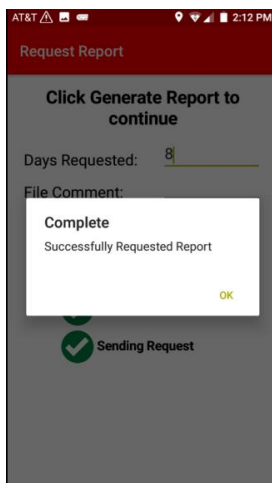 AT&T 2:12 PM
Request Report
Click Generate Report to
continue
Days Requested: 8
File Comment:
Complete
Successfully Requested Report
OK
Sending Request